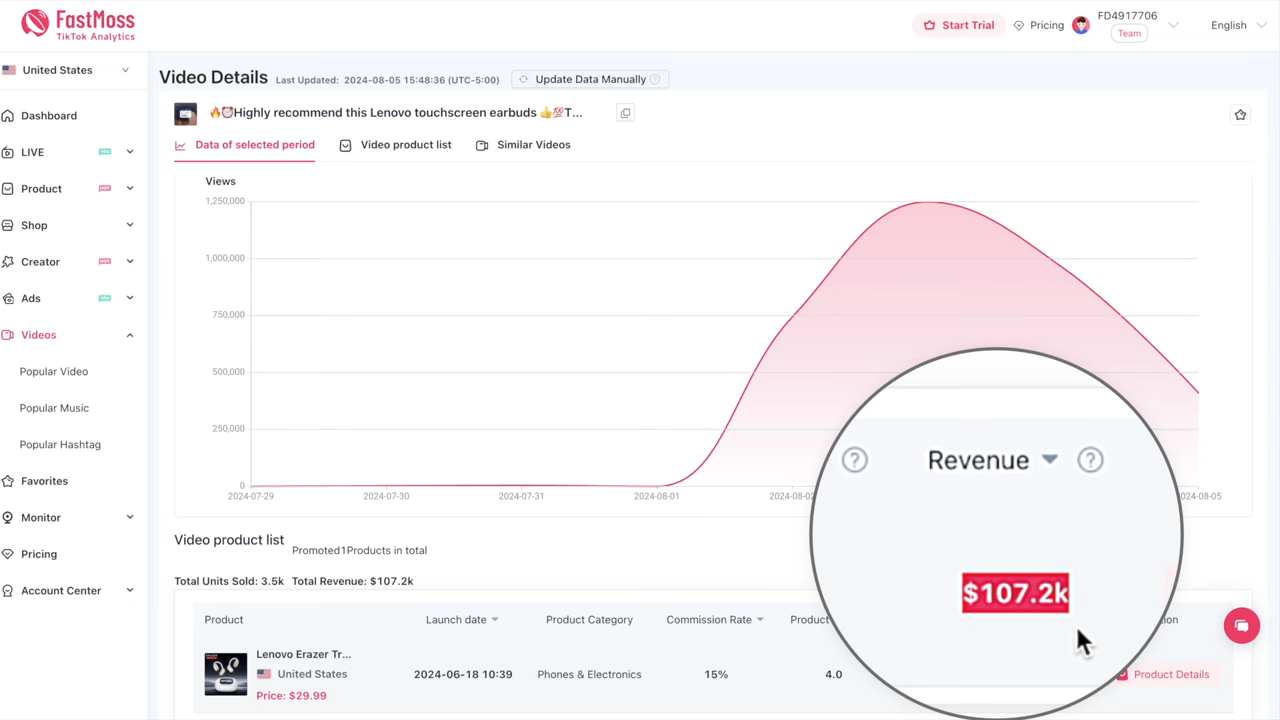 FastMoss
TikTok Analytics
Start Trial
Pricing
FD4917706
Team
English
United States
Dashboard
LIVE
Product
Shop
Creator
Ads
Videos
Popular Video
Popular Music
Popular Hashtag
Favorites
Monitor
Pricing
Account Center
Video Details Last Updated: 2024-08-05 15:48:36 (UTC-5:00) Update Data Manually ?
🔥⏰Highly recommend this Lenovo touchscreen earbuds 👍💯T...
Data of selected period Video product list Similar Videos
Views
1,250,000
1,000,000
750,000
500,000
250,000
0
2024-07-29 2024-07-30 2024-07-31 2024-08-01 2024-08-02 2024-08-05
? Revenue ?
$107.2k
Video product list Promoted1Products in total
Total Units Sold: 3.5k Total Revenue: $107.2k
Product Launch date Product Category Commission Rate Product
Lenovo Erazer Tr...
United States
Price: $29.99
2024-06-18 10:39 Phones & Electronics 15% 4.0 Product Details